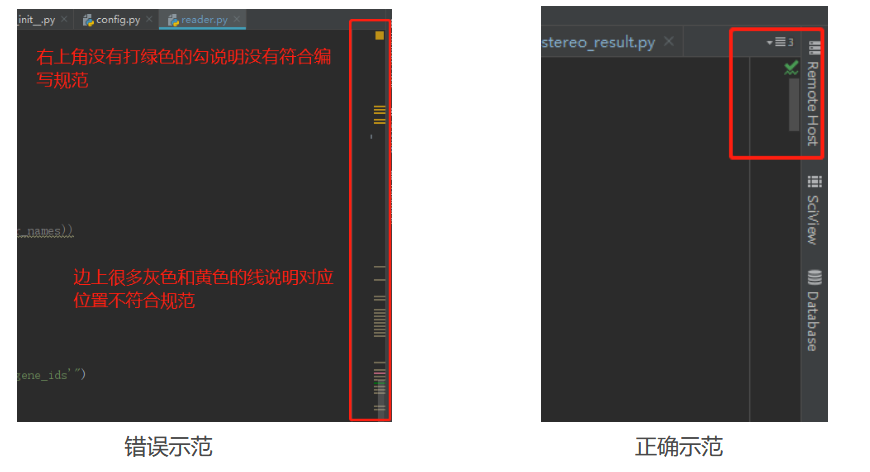 _init_.py config.py reader.py
右上角没有打绿色的勾说明没有符合编
写规范
r_names))
边上很多灰色和黄色的线说明对应
位置不符合规范
gene_ids'")
错误示范
stereo_result.py
3
Remote Host
SciView
Database
正确示范